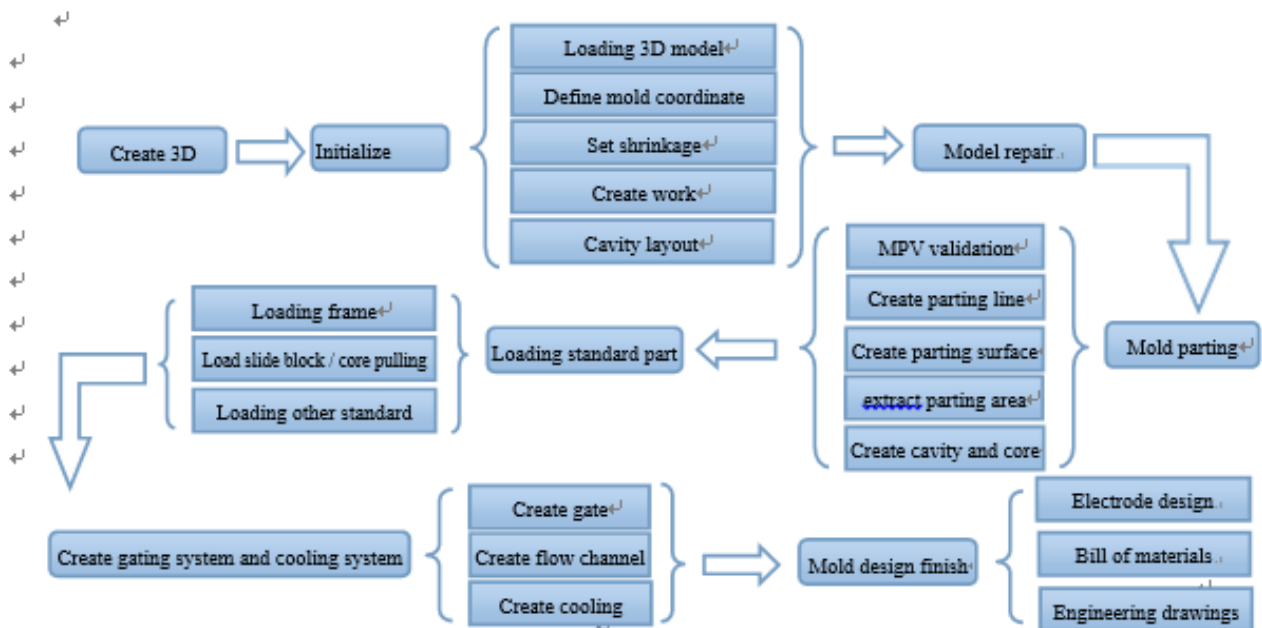 Create 3D
Initialize
Loading 3D model
Define mold coordinate
Set shrinkage
Create work
Cavity layout
Model repair
Mold parting
MPV validation
Create parting line
Create parting surface
extract parting area
Create cavity and core
Loading standard part
Loading frame
Load slide block / core pulling
Loading other standard
Create gating system and cooling system
Create gate
Create flow channel
Create cooling
Mold design finish
Electrode design
Bill of materials
Engineering drawings